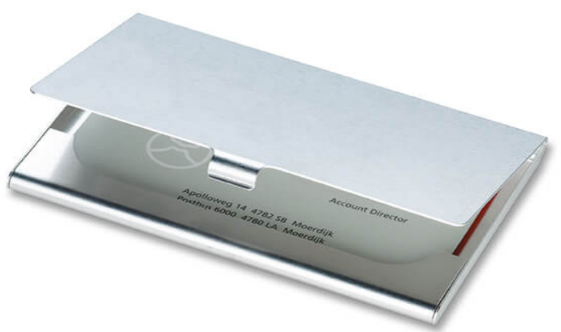 Account Director
Apolloweg 14 4782 SB Moerdijk
Postbus 6000 4780 LA Moerdijk